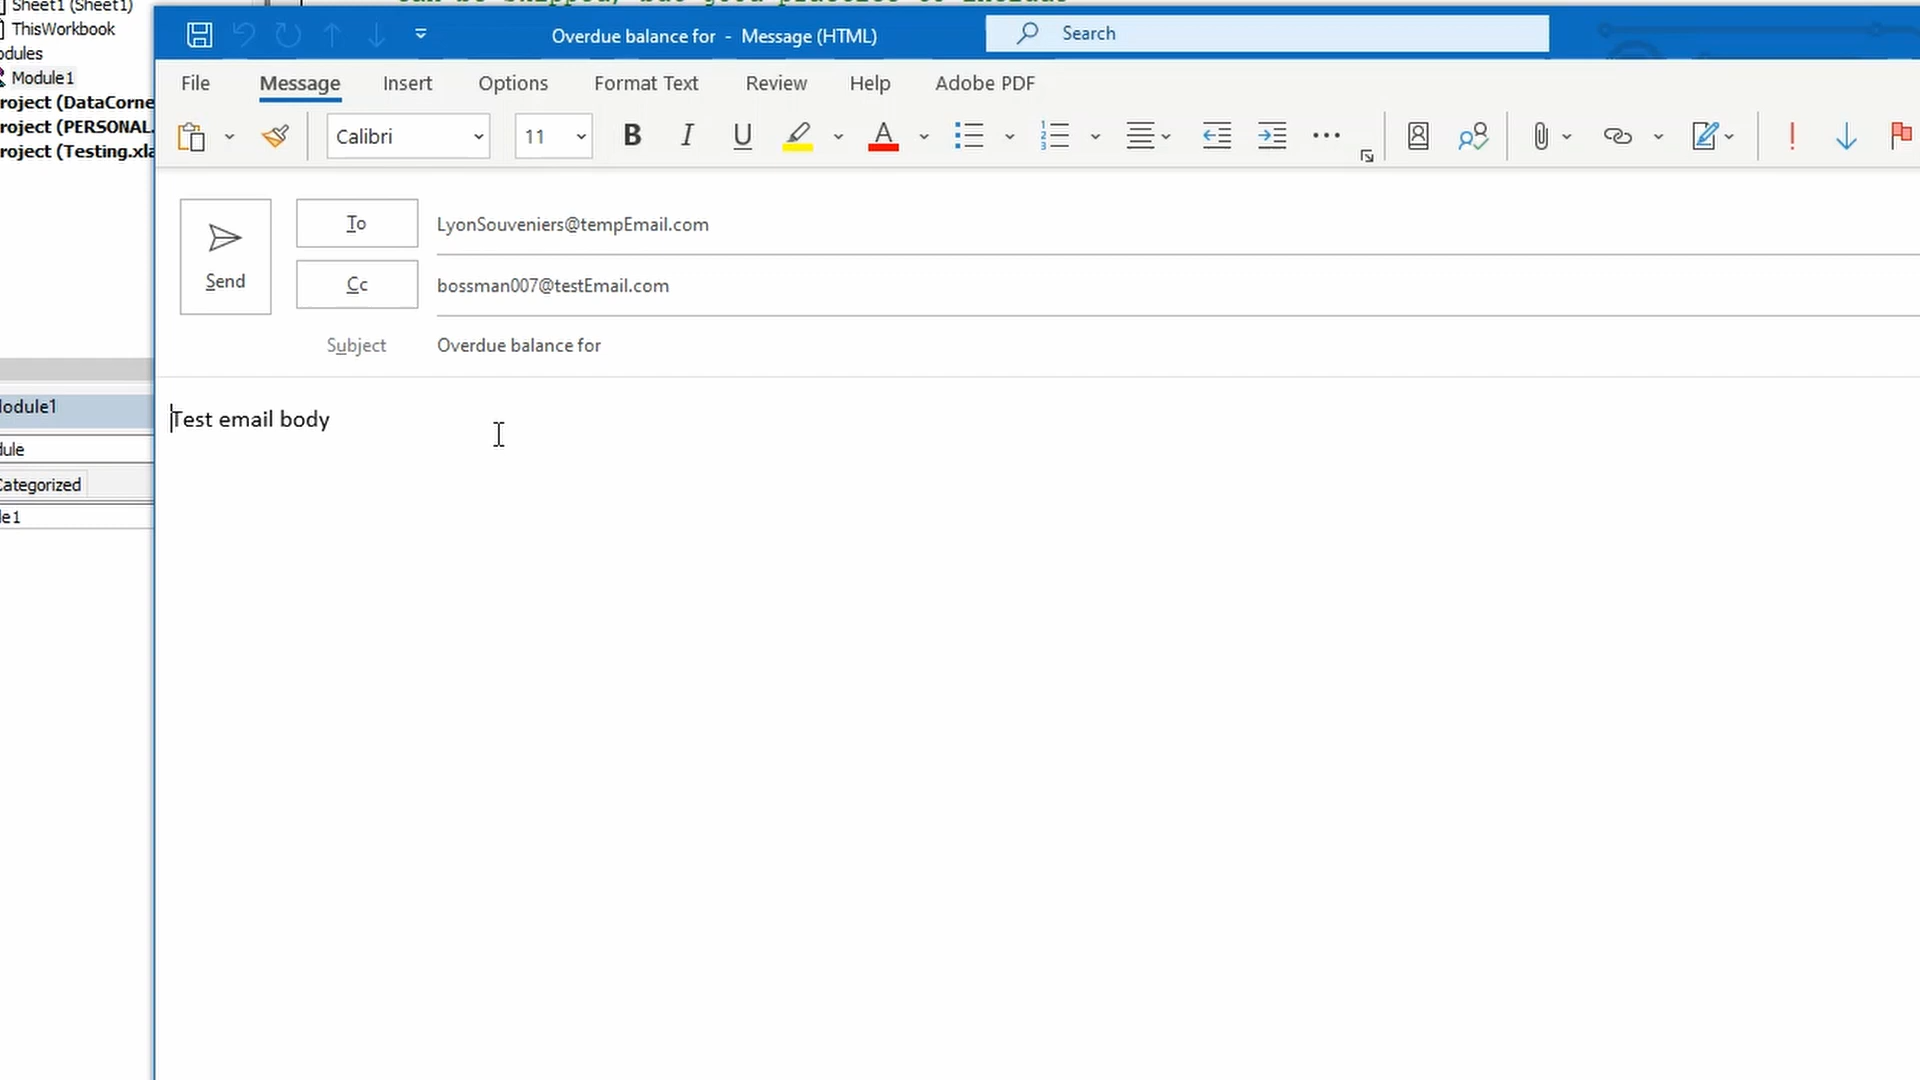 Sheet1 (Sheet1)
ThisWorkbook
odules
Module1
roject (DataCorne
roject (PERSONAL.
roject (Testing.xla
odule1
dule
Categorized
le1
Overdue balance for - Message (HTML)
Search
File Message Insert Options Format Text Review Help Adobe PDF
Calibri 11 B I U A
Send
To LyonSouveniers@tempEmail.com
Cc bossman007@testEmail.com
Subject Overdue balance for
Test email body